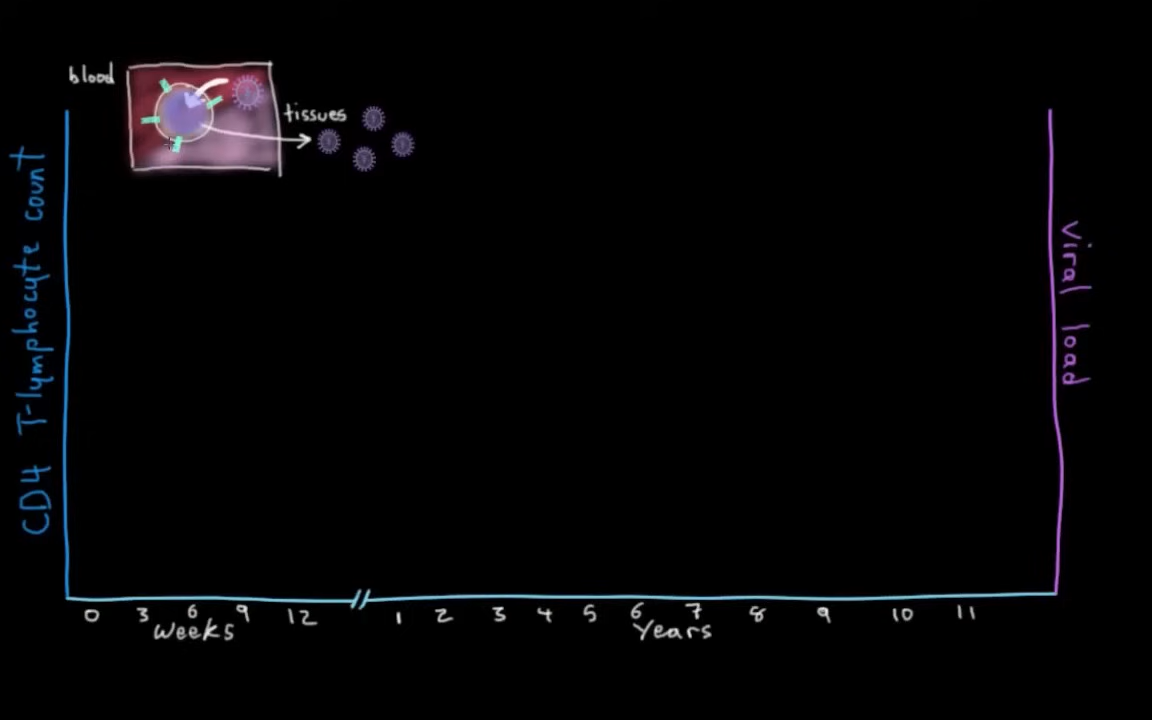 blood
tissues
CD4 T-lymphocyte count
Viral load
0 3 6 9 12 1 2 3 4 5 6 7 8 9 10 11
Weeks Years